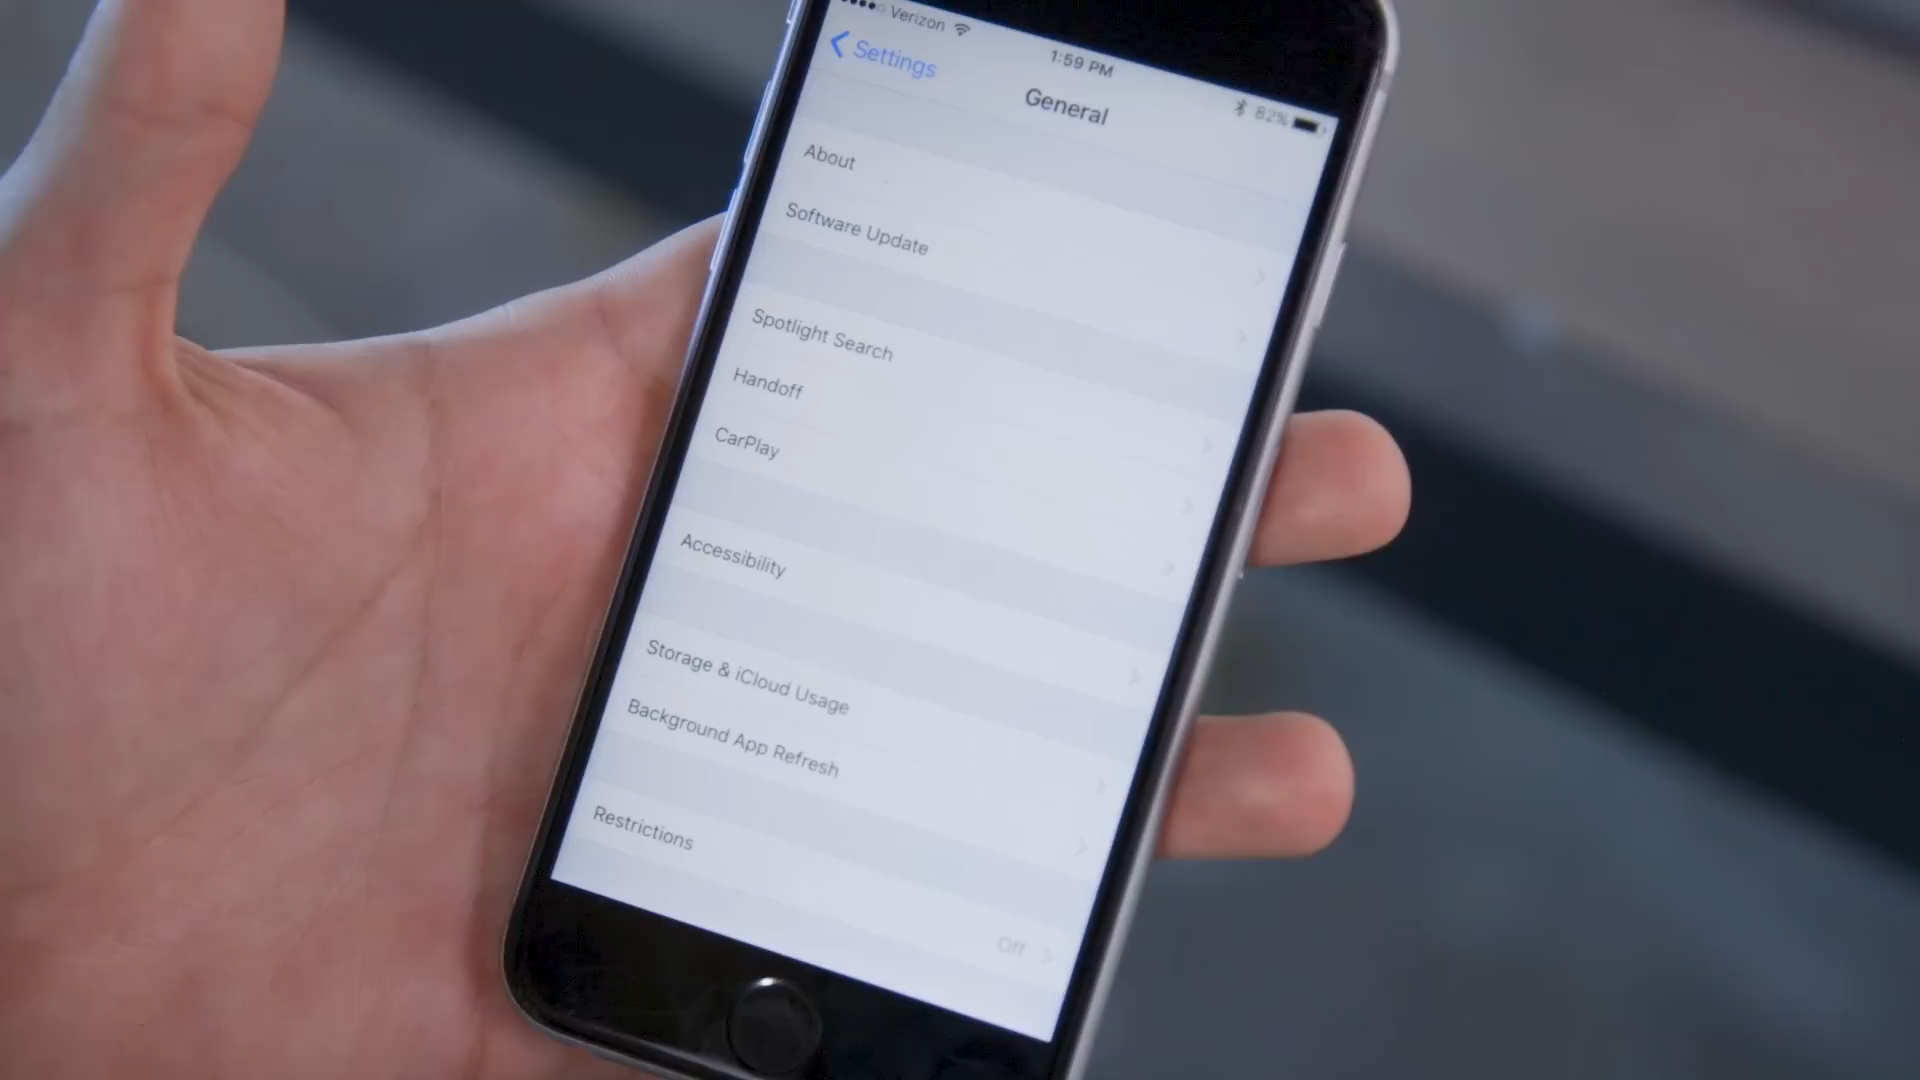 Verizon
1:59 PM
82%
Settings
General
About
Software Update
Spotlight Search
Handoff
CarPlay
Accessibility
Storage & iCloud Usage
Background App Refresh
Restrictions
Off